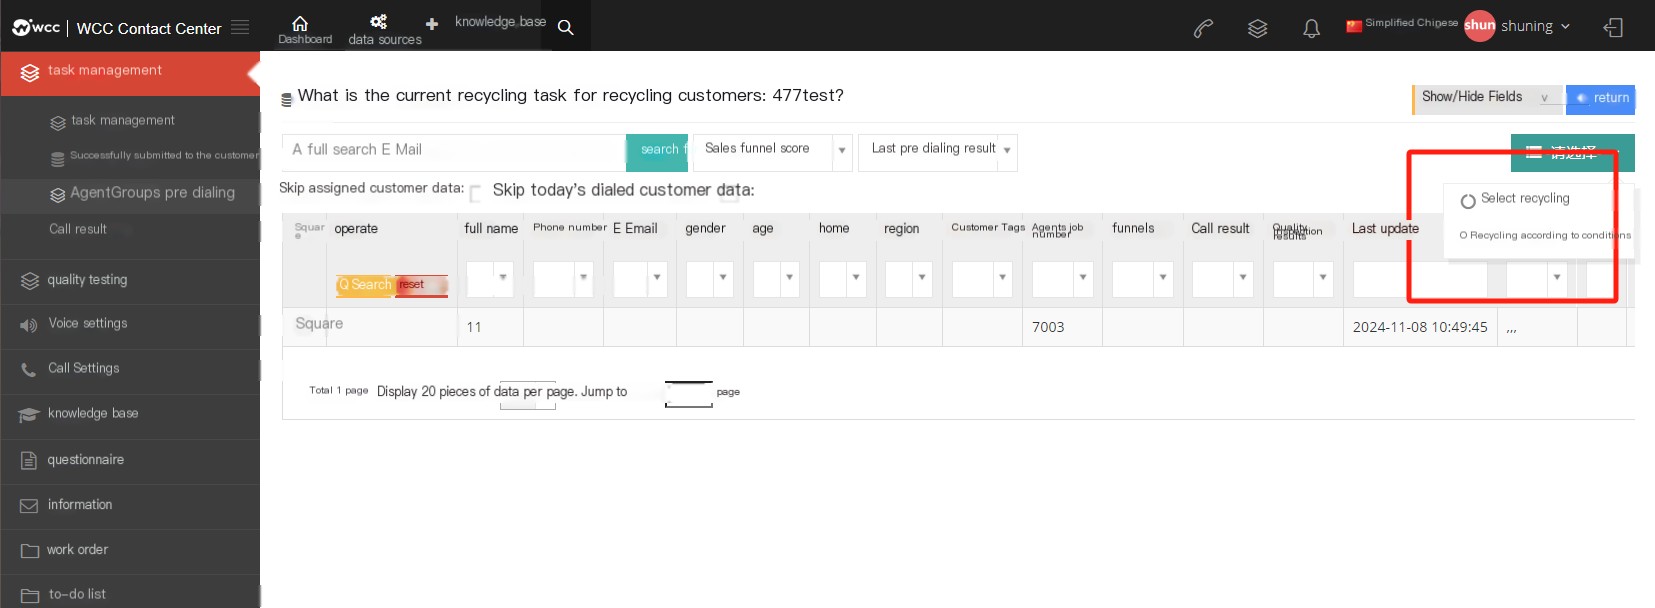 wcc | WCC Contact Center
Dashboard
data sources
knowledge_base
Simplified Chinese
shun
shuning
task management
task management
Successfully submitted to the customer
AgentGroups pre dialing
Call result
quality testing
Voice settings
Call Settings
knowledge base
questionnaire
information
work order
to-do list
What is the current recycling task for recycling customers: 477test?
Show/Hide Fields v
return
A full search E Mail
search f
Sales funnel score
Last pre dialing result
请选择
Skip assigned customer data:
Skip today's dialed customer data:
Select recycling
O Recycling according to conditions
Square operate full name Phone number E Email gender age home region Customer Tags Agents job number funnels Call result Quality inspection results Last update
Q Search reset
Square 11 7003 2024-11-08 10:49:45 ,,,
Total 1 page Display 20 pieces of data per page. Jump to page